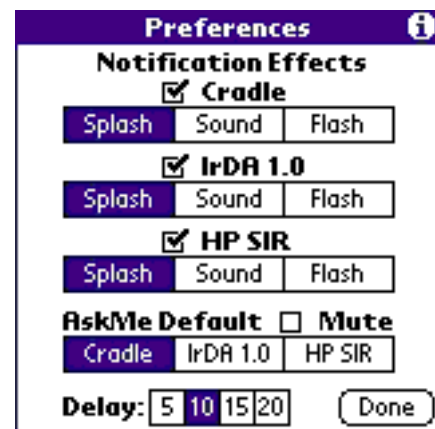 Preferences i
Notification Effects
Cradle
Splash Sound Flash
IrDA 1.0
Splash Sound Flash
HP SIR
Splash Sound Flash
AskMe Default Mute
Cradle IrDA 1.0 HP SIR
Delay: 5 10 15 20 Done